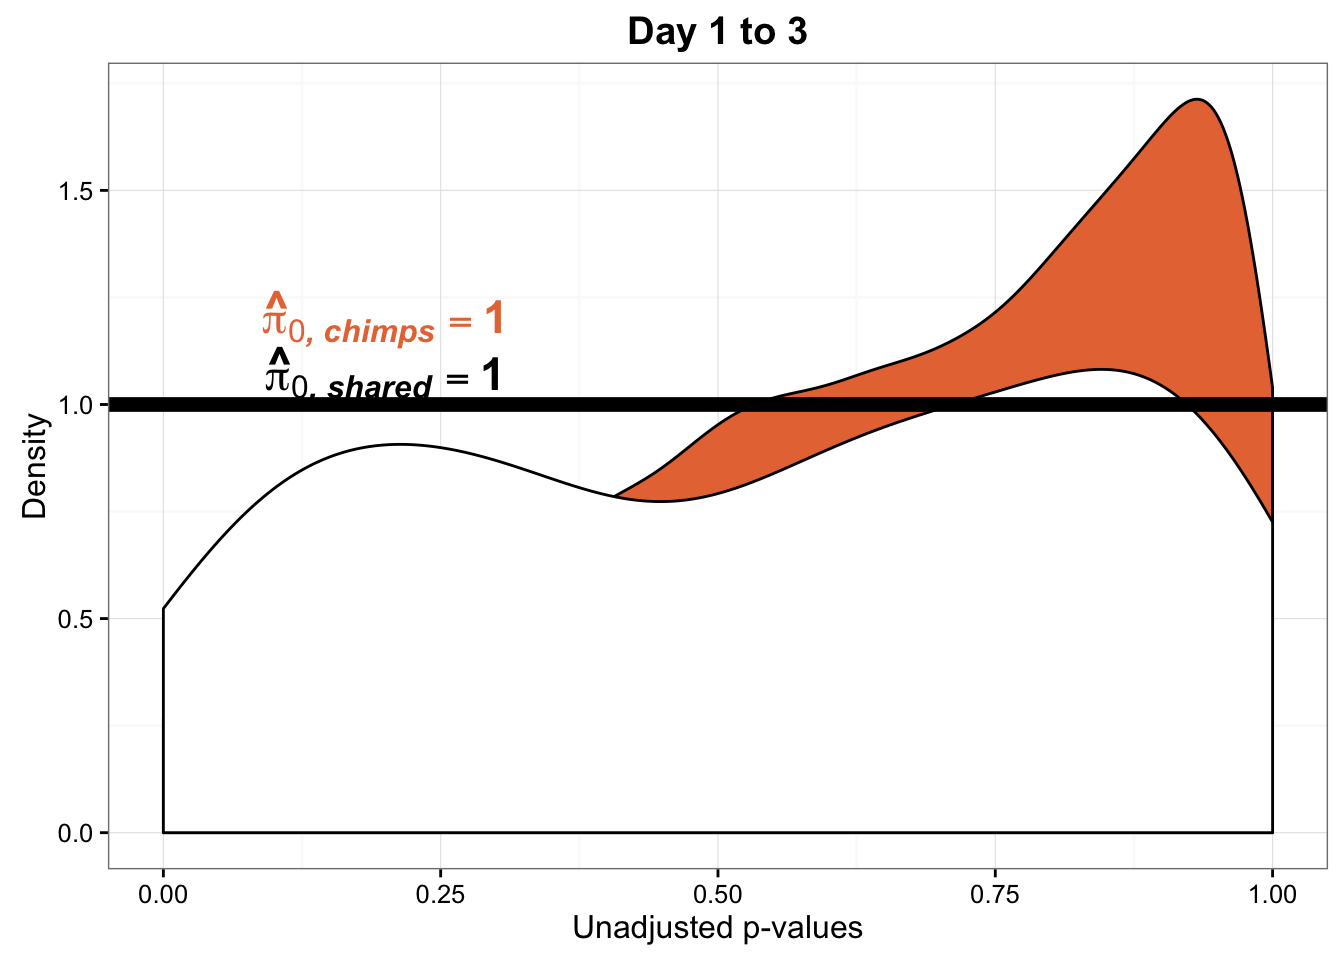 Day 1 to 3
1.5
π̂0, chimps = 1
π̂0, shared = 1
1.0
Density
0.5
0.0
0.00 0.25 0.50 0.75 1.00
Unadjusted p-values